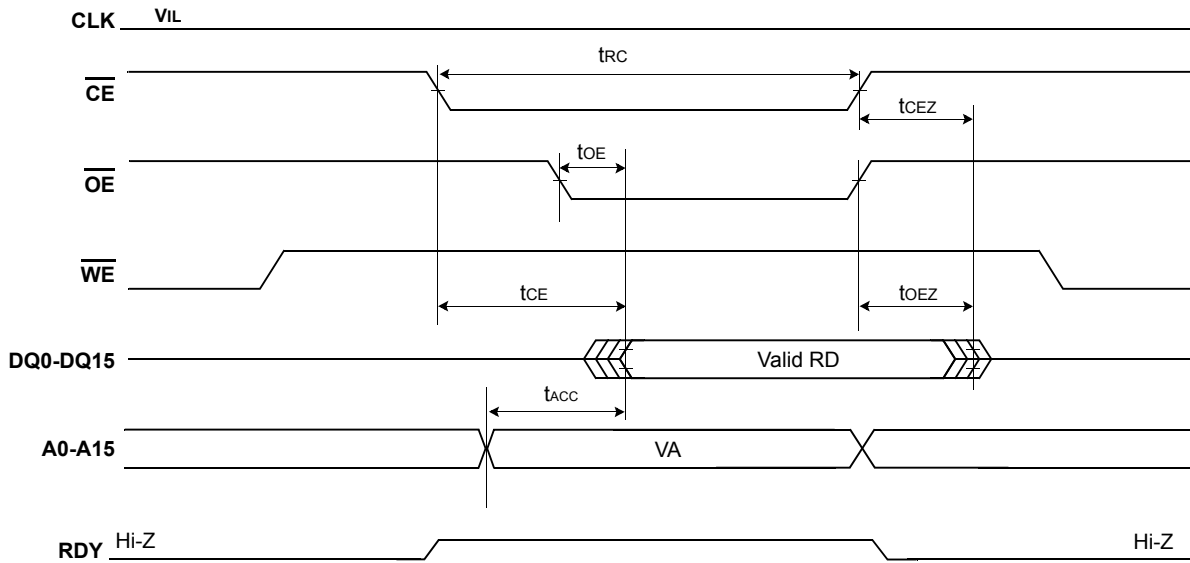 CLK VIL
tRC
CE
tCEZ
tOE
OE
WE
tCE
tOEZ
DQ0-DQ15 Valid RD
tACC
A0-A15 VA
RDY Hi-Z Hi-Z